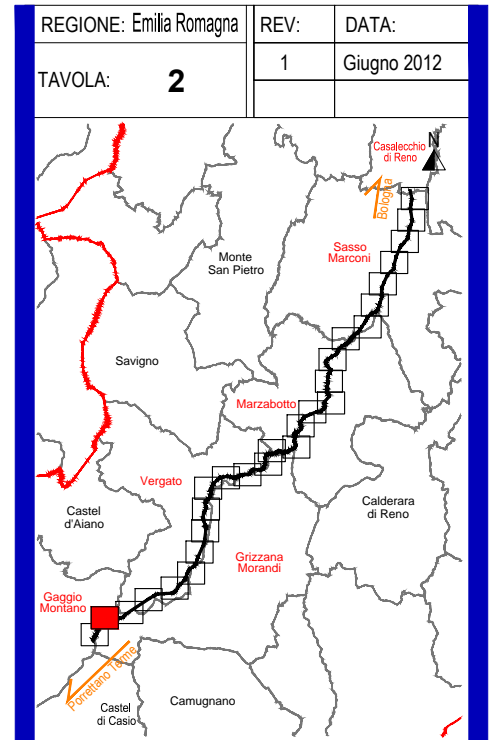 REGIONE: Emilia Romagna
REV:
DATA:
TAVOLA: 2
1
Giugno 2012
Casalecchio
di Reno
N
Bologna
Sasso
Marconi
Monte
San Pietro
Savigno
Marzabotto
Vergato
Castel
d'Aiano
Calderara
di Reno
Grizzana
Morandi
Gaggio
Montano
Porrettano Terme
Castel
di Casio
Camugnano